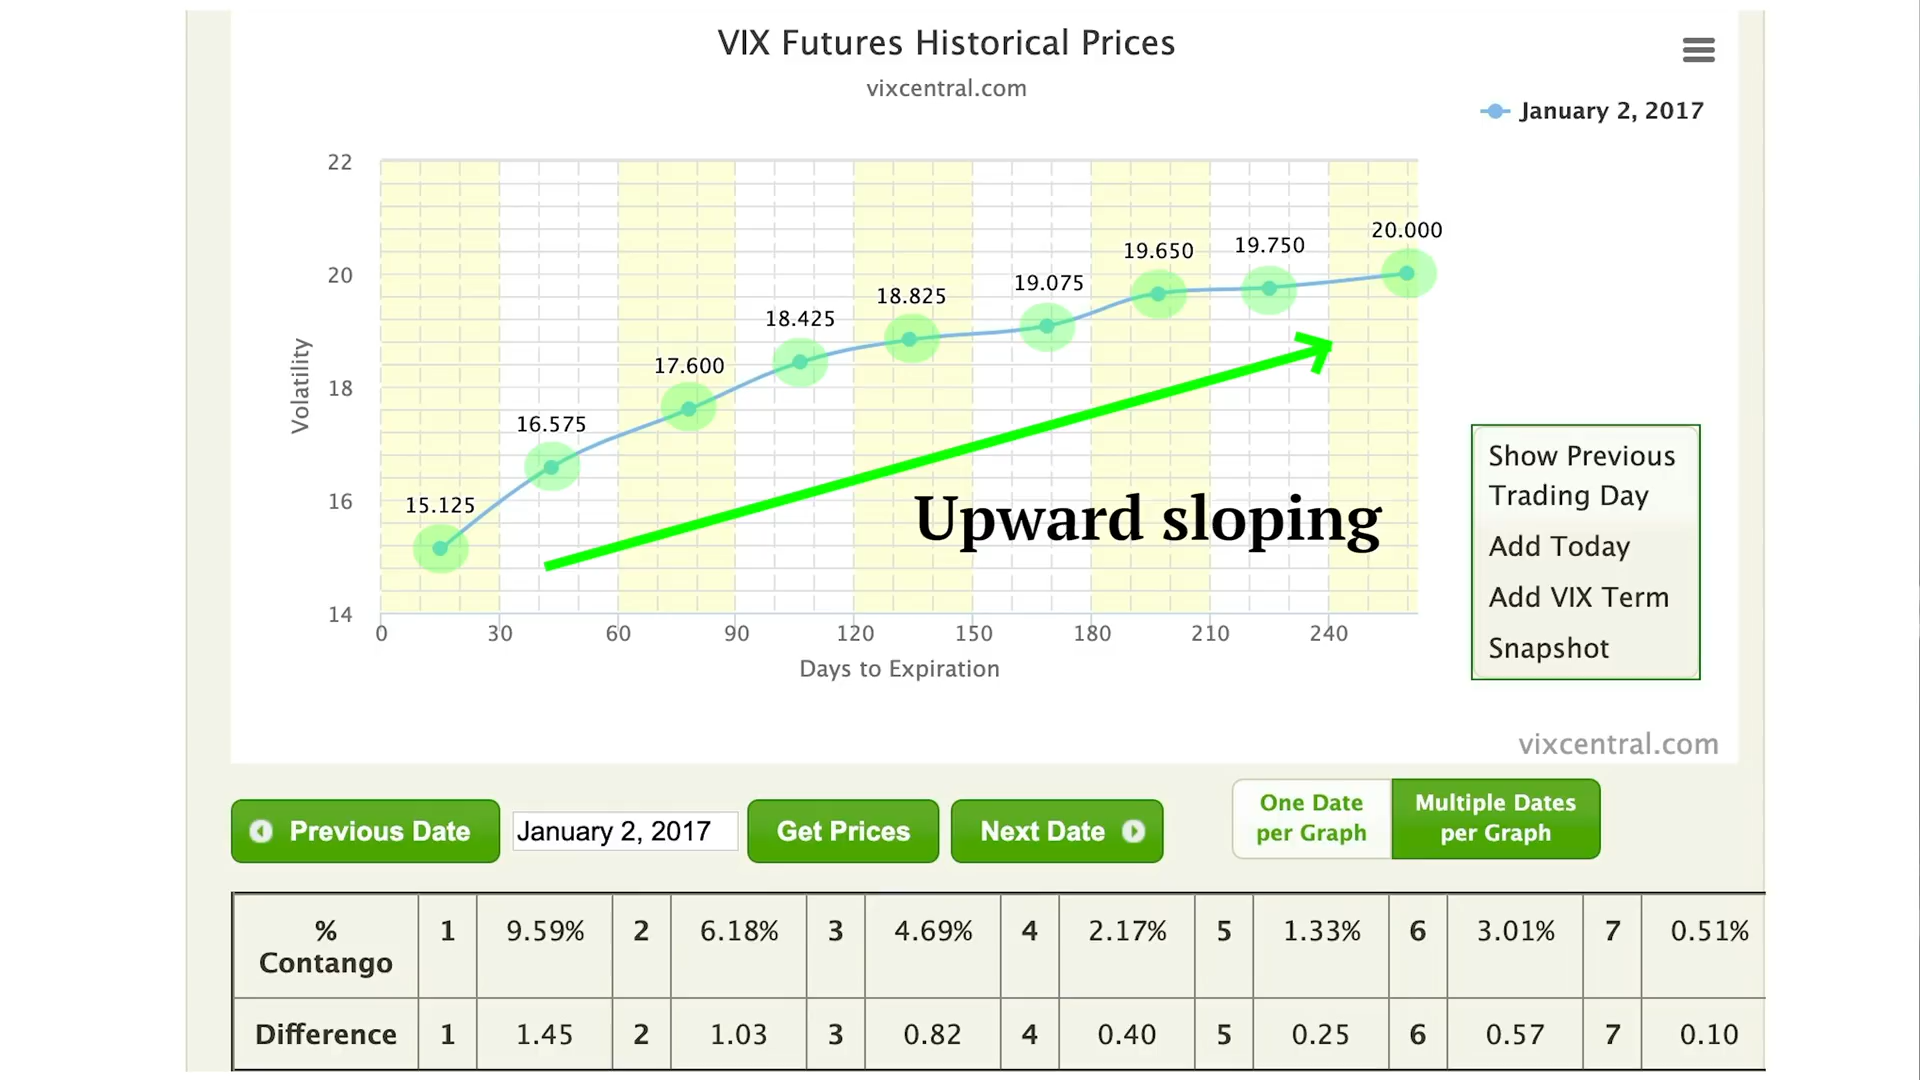 VIX Futures Historical Prices
vixcentral.com
January 2, 2017
22
20
18
16
14
Volatility
15.125
16.575
17.600
18.425
18.825
19.075
19.650
19.750
20.000
Upward sloping
0 30 60 90 120 150 180 210 240
Days to Expiration
Show Previous
Trading Day
Add Today
Add VIX Term
Snapshot
vixcentral.com
Previous Date
January 2, 2017
Get Prices
Next Date
One Date
per Graph
Multiple Dates
per Graph
%
Contango
1 9.59% 2 6.18% 3 4.69% 4 2.17% 5 1.33% 6 3.01% 7 0.51%
Difference 1 1.45 2 1.03 3 0.82 4 0.40 5 0.25 6 0.57 7 0.10